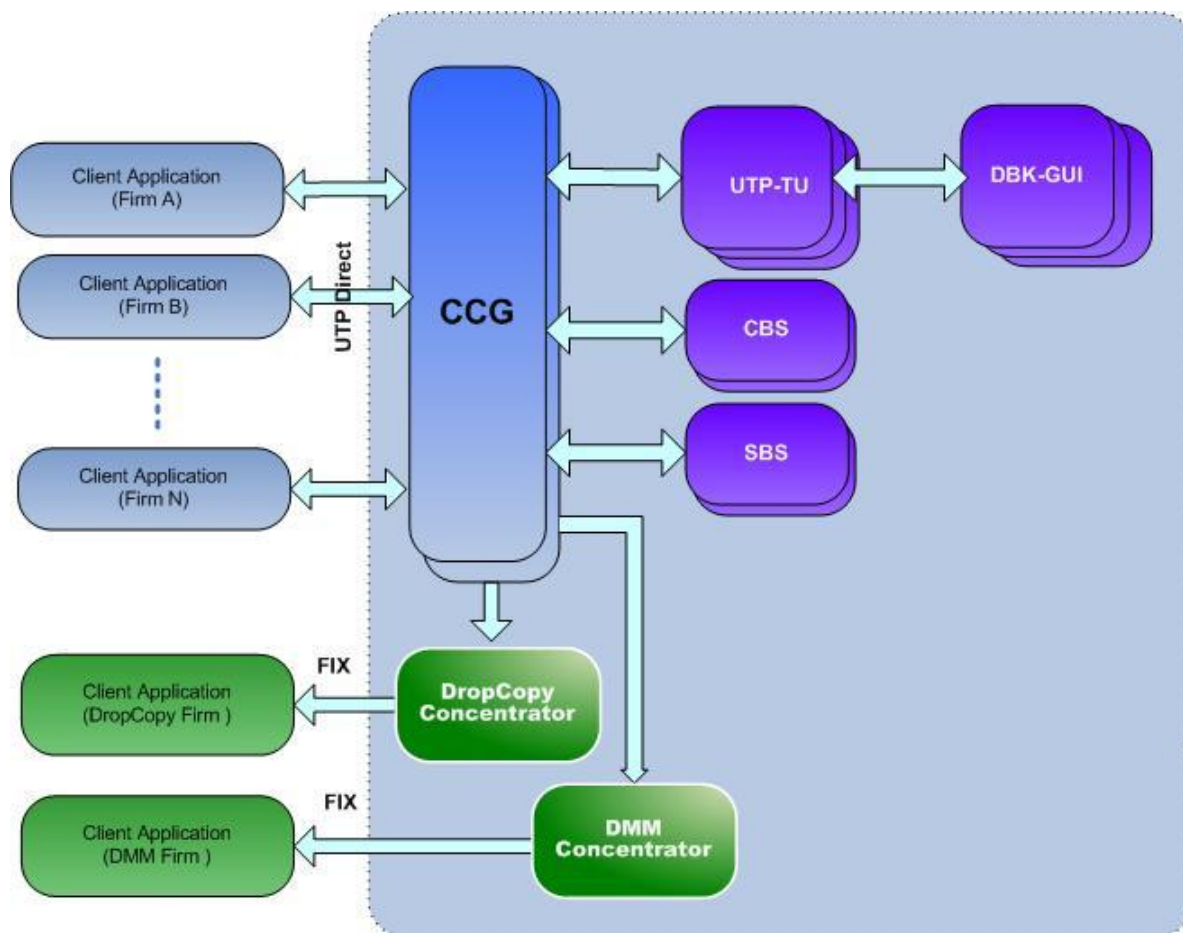 Client Application
(Firm A)
Client Application
(Firm B)
Client Application
(Firm N)
UTP Direct
CCG
UTP-TU
DBK-GUI
CBS
SBS
FIX
DropCopy
Concentrator
Client Application
(DropCopy Firm )
FIX
DMM
Concentrator
Client Application
(DMM Firm )